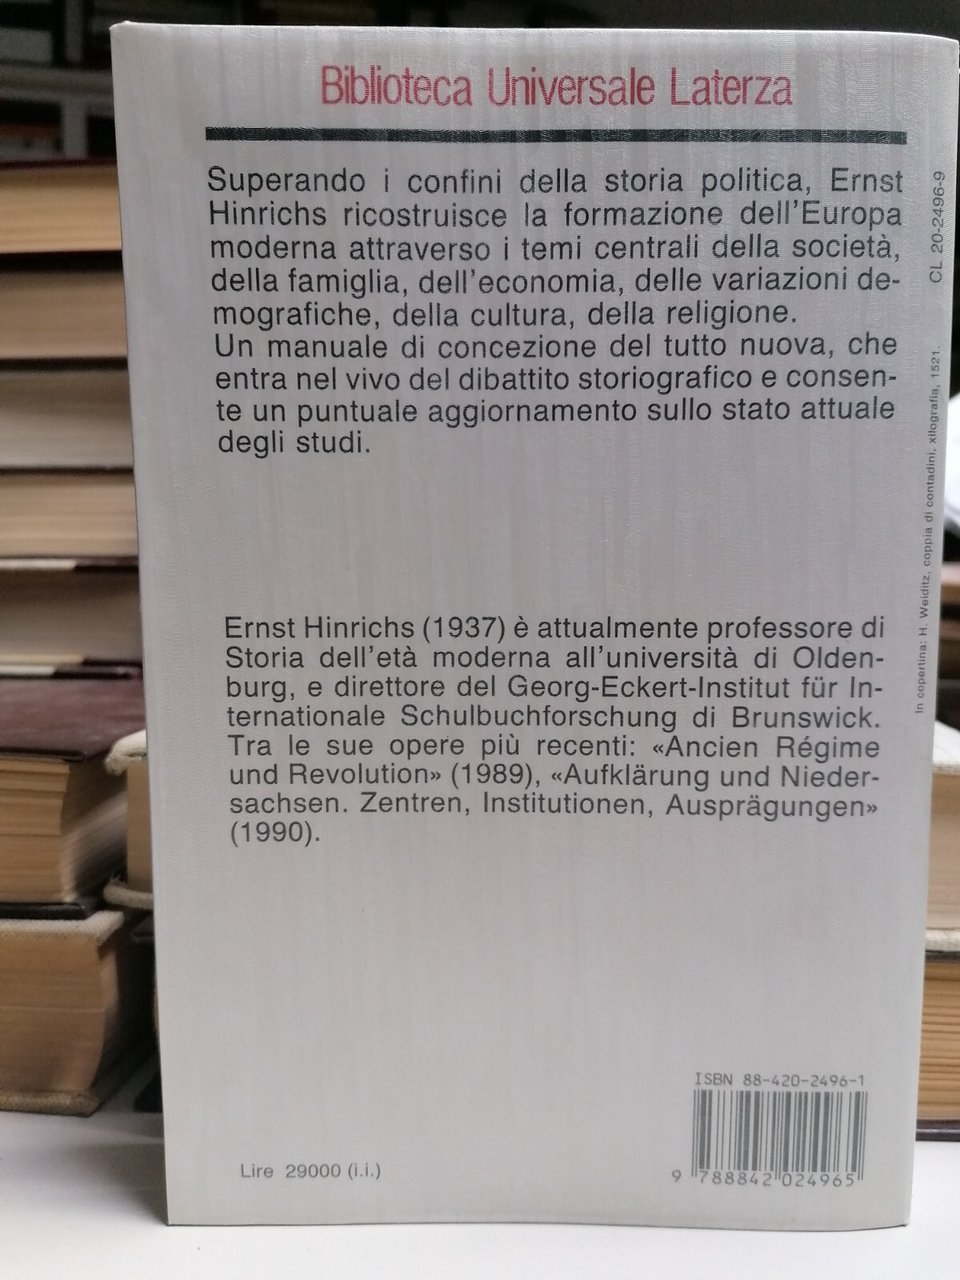 Biblioteca Universale Laterza
Superando i confini della storia politica, Ernst
Hinrichs ricostruisce la formazione dell'Europa
moderna attraverso i temi centrali della società,
della famiglia, dell'economia, delle variazioni de-
mografiche, della cultura, della religione.
Un manuale di concezione del tutto nuova, che
entra nel vivo del dibattito storiografico e consen-
te un puntuale aggiornamento sullo stato attuale
degli studi.
Ernst Hinrichs (1937) è attualmente professore di
Storia dell'età moderna all'università di Olden-
burg, e direttore del Georg-Eckert-Institut für In-
ternationale Schulbuchforschung di Brunswick.
Tra le sue opere più recenti: «Ancien Régime
und Revolution» (1989), «Aufklärung und Nieder-
sachsen. Zentren, Institutionen, Ausprägungen»
(1990).
Lire 29000 (i.i.)
ISBN 88-420-2496-1
9 788842 024965
In copertina: H. Weiditz, coppia di contadini, xilografia, 1521.
CL 20-2496-9